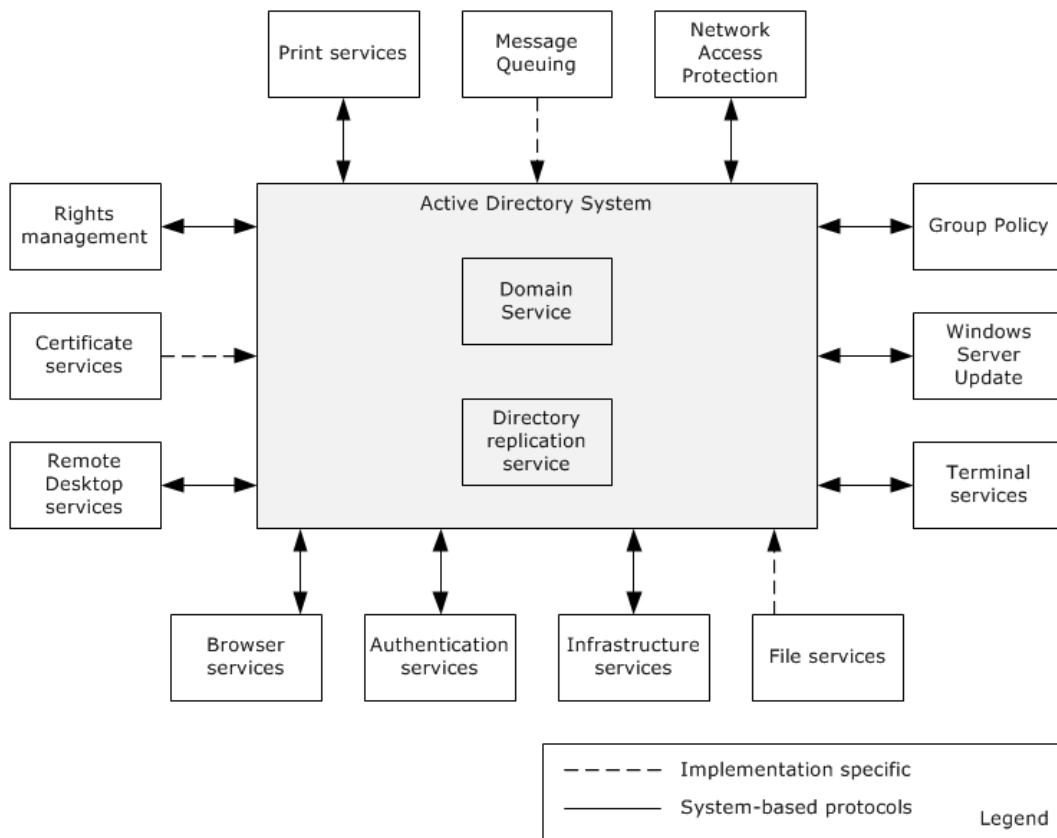 Print services
Message
Queuing
Network
Access
Protection
Active Directory System
Rights
management
Group Policy
Domain
Service
Certificate
services
Windows
Server
Update
Directory
replication
service
Remote
Desktop
services
Terminal
services
Browser
services
Authentication
services
Infrastructure
services
File services
Implementation specific
System-based protocols
Legend